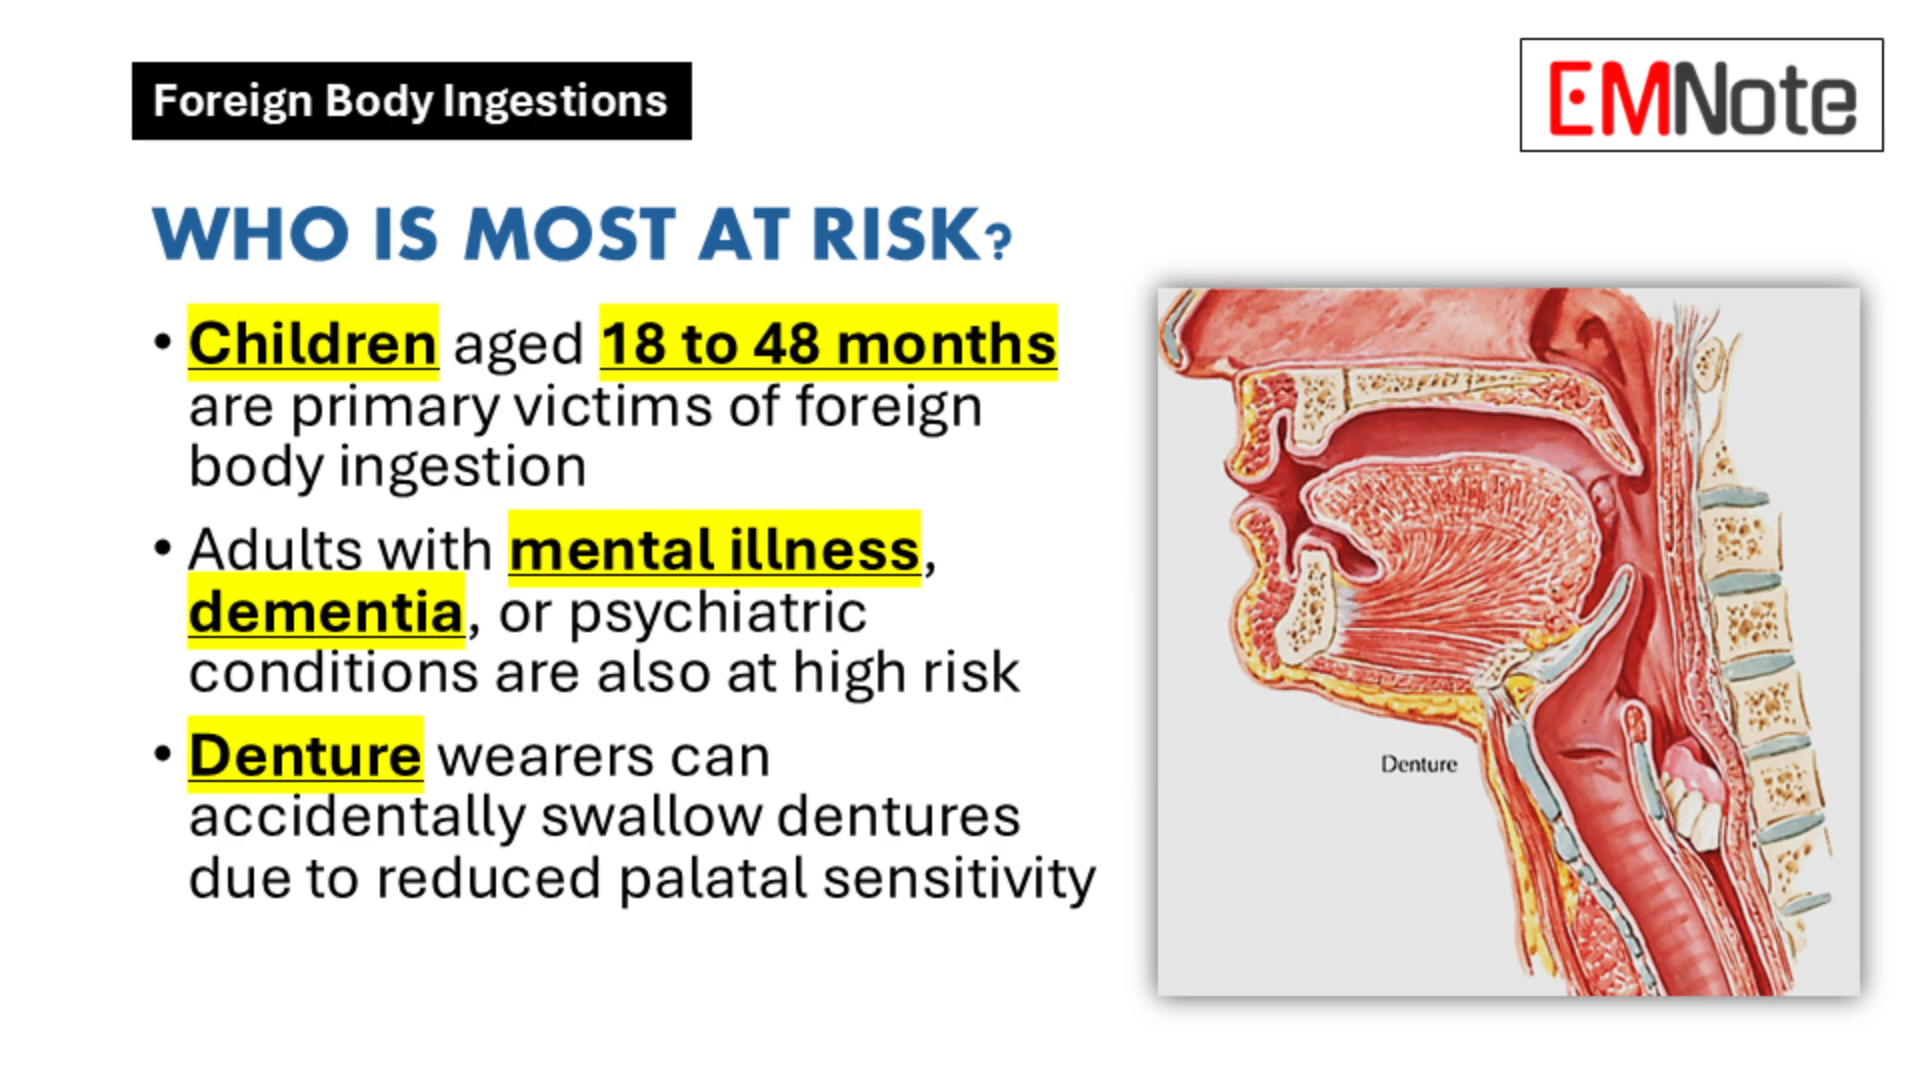 Foreign Body Ingestions
EMNote
WHO IS MOST AT RISK?
• Children aged 18 to 48 months
are primary victims of foreign
body ingestion
• Adults with mental illness,
dementia, or psychiatric
conditions are also at high risk
• Denture wearers can
accidentally swallow dentures
due to reduced palatal sensitivity
Denture